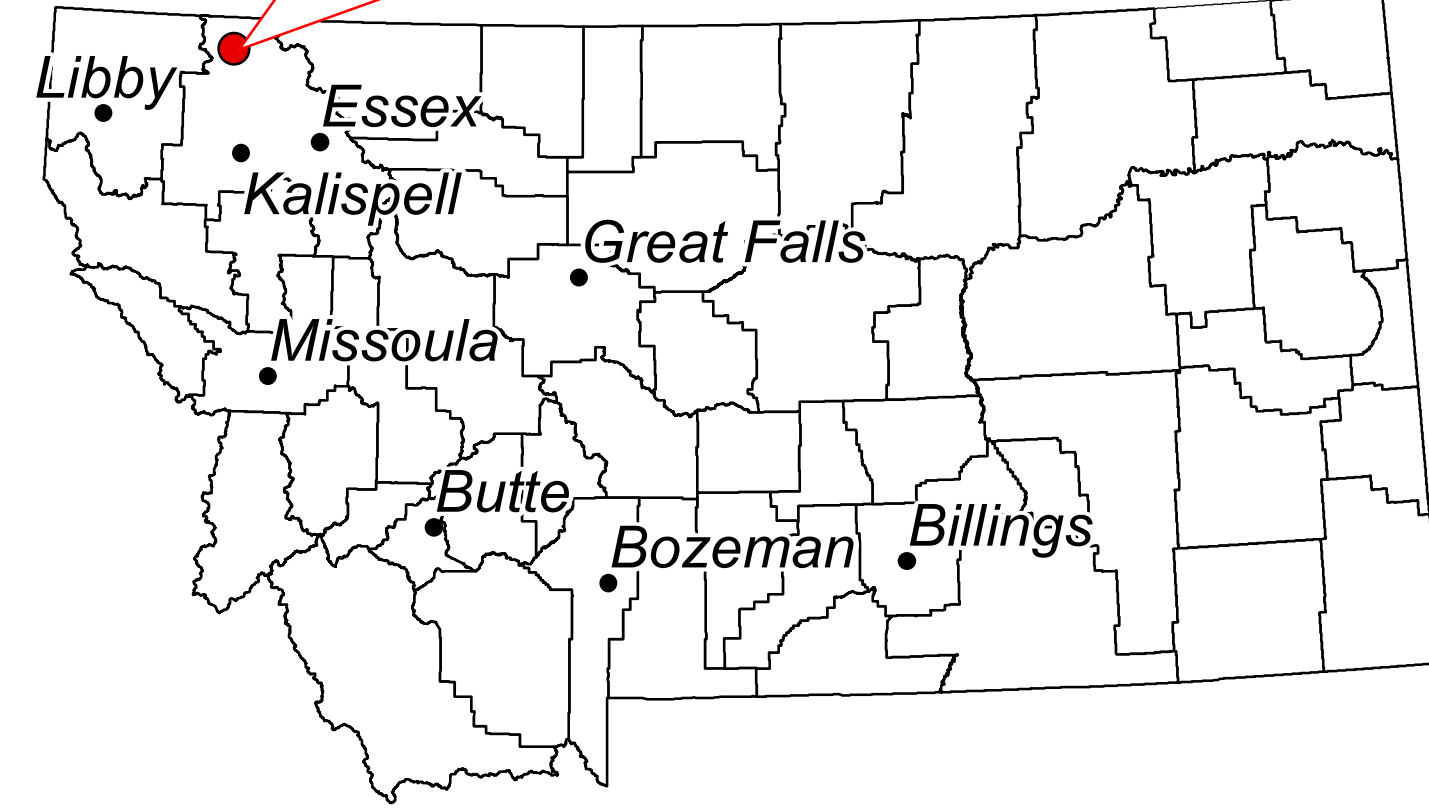 Libby
Essex
Kalispell
Great Falls
Missoula
Butte
Billings
Bozeman